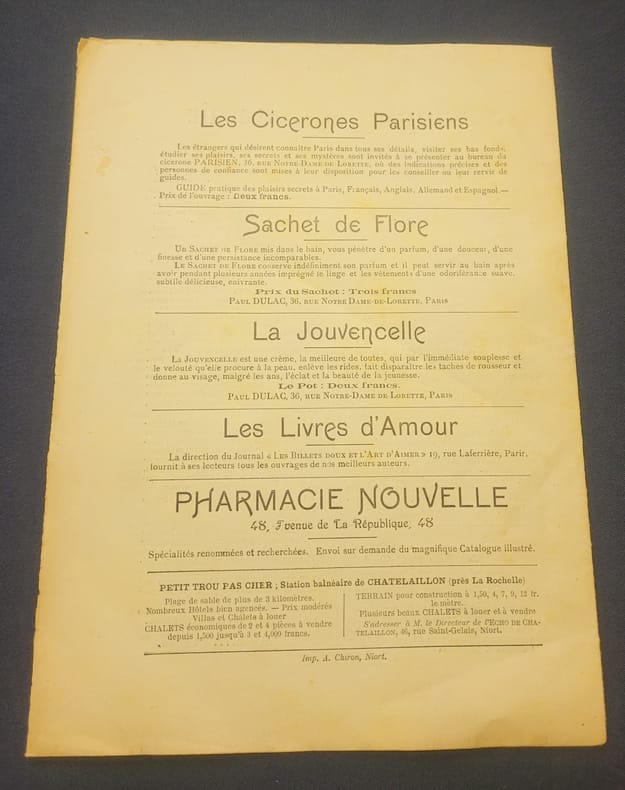 Les Cicerones Parisiens
Les étrangers qui désirent connaître Paris dans tous ses détails, visiter ses bas fonds,
étudier ses plaisirs, ses secrets et ses mystères sont invités à se présenter au bureau du
cicerone PARISIEN, 36, RUE NOTRE-DAME DE LORETTE, où des indications précises et des
personnes de confiance sont mises à leur disposition pour les conseiller ou leur servir de
guides.
GUIDE pratique des plaisirs secrets à Paris, Français, Anglais, Allemand et Espagnol.—
Prix de l'ouvrage : Deux francs.
Sachet de Flore
UN SACHET DE FLORE mis dans le bain, vous pénètre d'un parfum, d'une douceur, d'une
finesse et d'une persistance incomparables.
LE SACHET DE FLORE conserve indéfiniment son parfum et il peut servir au bain après
avoir pendant plusieurs années imprégné le linge et les vêtements d'une odoriférance suave,
subtile délicieuse, enivrante.
Prix du Sachet : Trois francs
PAUL DULAC, 36, RUE NOTRE DAME-DE-LORETTE, PARIS
La Jouvencelle
LA JOUVENCELLE est une crème, la meilleure de toutes, qui par l'immédiate souplesse et
le velouté qu'elle procure à la peau, enlève les rides, fait disparaître les taches de rousseur et
donne au visage, malgré les ans, l'éclat et la beauté de la jeunesse.
Le Pot : Deux francs.
PAUL DULAC, 36, RUE NOTRE-DAME DE LORETTE, PARIS
Les Livres d'Amour
La direction du Journal « LES BILLETS DOUX ET L'ART D'AIMER » 19, rue Laferrière, Paris,
fournit à ses lecteurs tous les ouvrages de nos meilleurs auteurs.
PHARMACIE NOUVELLE
48, Avenue de La République, 48
Spécialités renommées et recherchées. Envoi sur demande du magnifique Catalogue illustré.
PETIT TROU PAS CHER ; Station balnéaire de CHATELAILLON (près La Rochelle)
Plage de sable de plus de 3 kilomètres.
Nombreux Hôtels bien agencés. — Prix modérés
Villas et Chalets à louer
CHALETS économiques de 2 et 4 pièces à vendre
depuis 1,500 jusqu'à 3 et 4,000 francs.
TERRAIN pour construction à 1,50, 4, 7, 9, 12 fr.
le mètre.
Plusieurs beaux CHALETS à louer et à vendre
S'adresser à M. le Directeur de l'ECHO DE CHA-
TELAILLON, 46, rue Saint-Gelais, Niort.
Imp. A. Chiron, Niort.